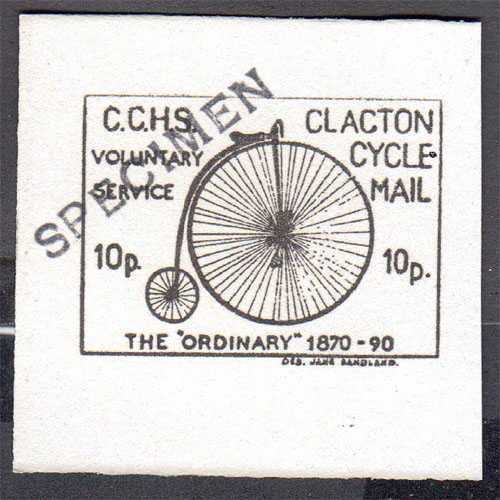 SPECIMEN
C.C.H.S.
VOLUNTARY
SERVICE
CLACTON
CYCLE
MAIL
10p.
10p.
THE "ORDINARY" 1870-90
DES. JANE SANDLAND.